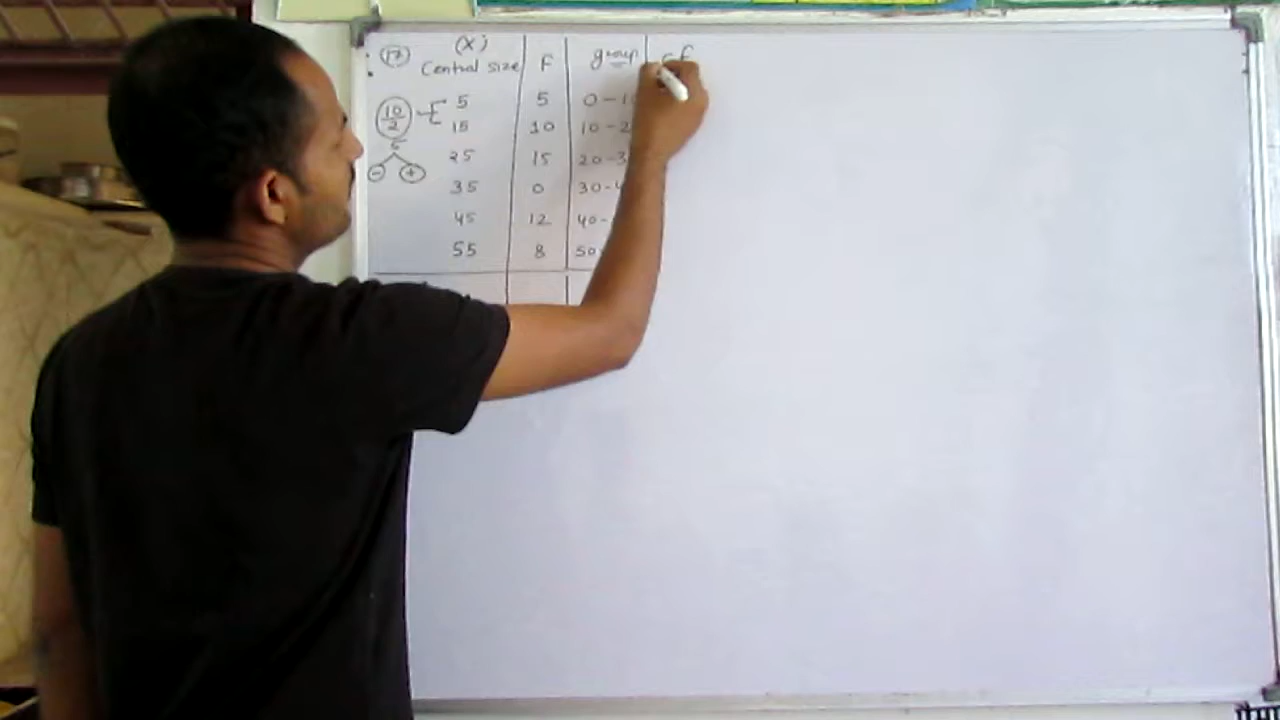 (17) (X) Central size F group cf
5 5 0-1
15 10 10-2
25 15 20-3
35 0 30-4
45 12 40-
55 8 50
10/2
5
- +